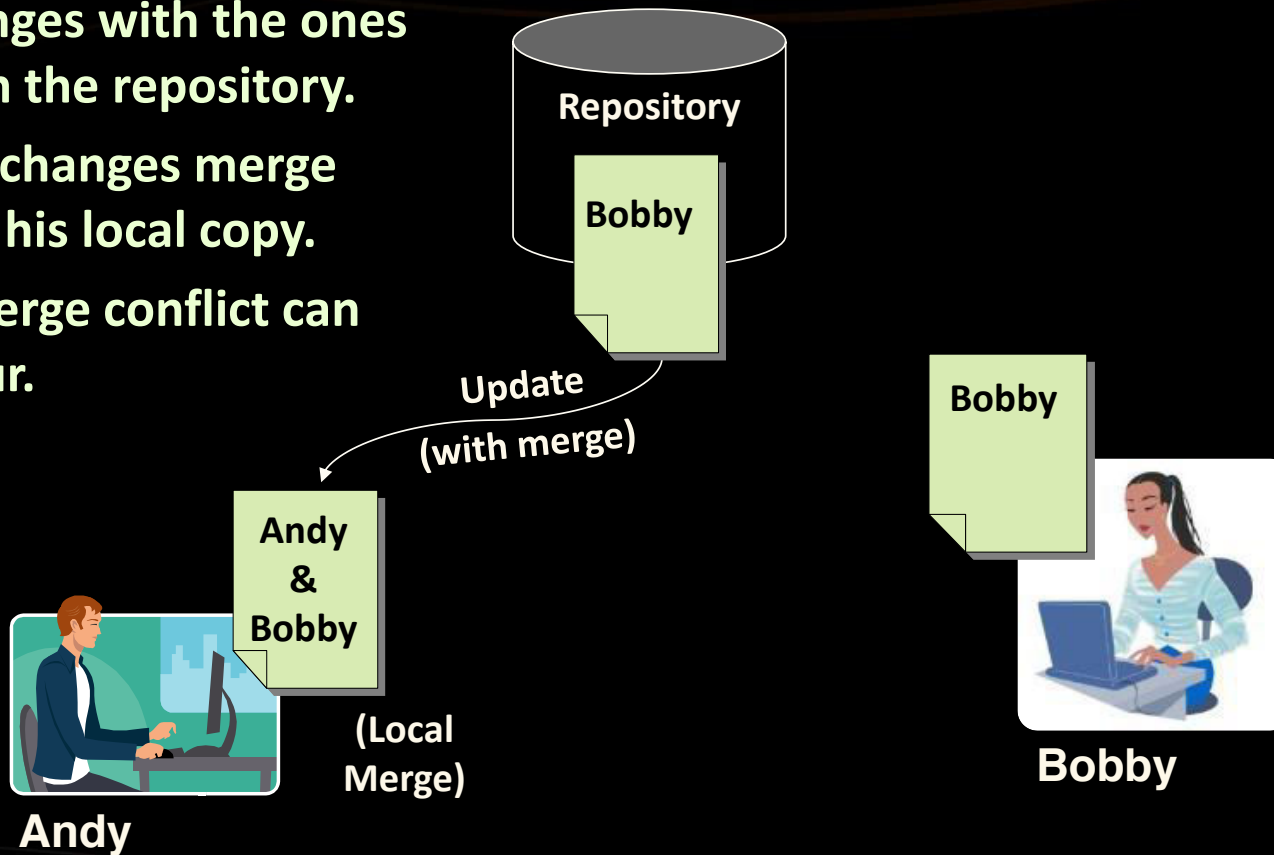 nges with the ones
n the repository.
changes merge
his local copy.
erge conflict can
ur.
Repository
Bobby
Update
(with merge)
Bobby
Andy
&
Bobby
(Local
Merge)
Andy
Bobby